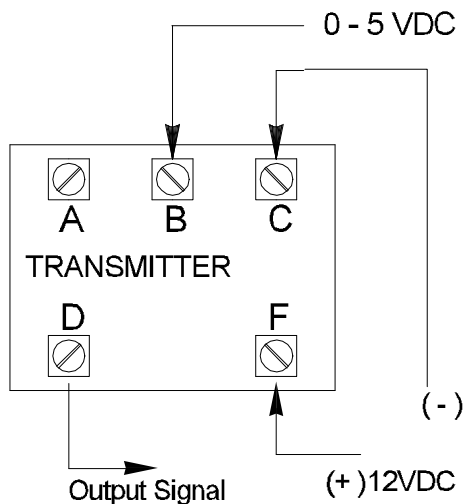 0 - 5 VDC
A B C
TRANSMITTER
D F
( - )
Output Signal
(+ )12VDC